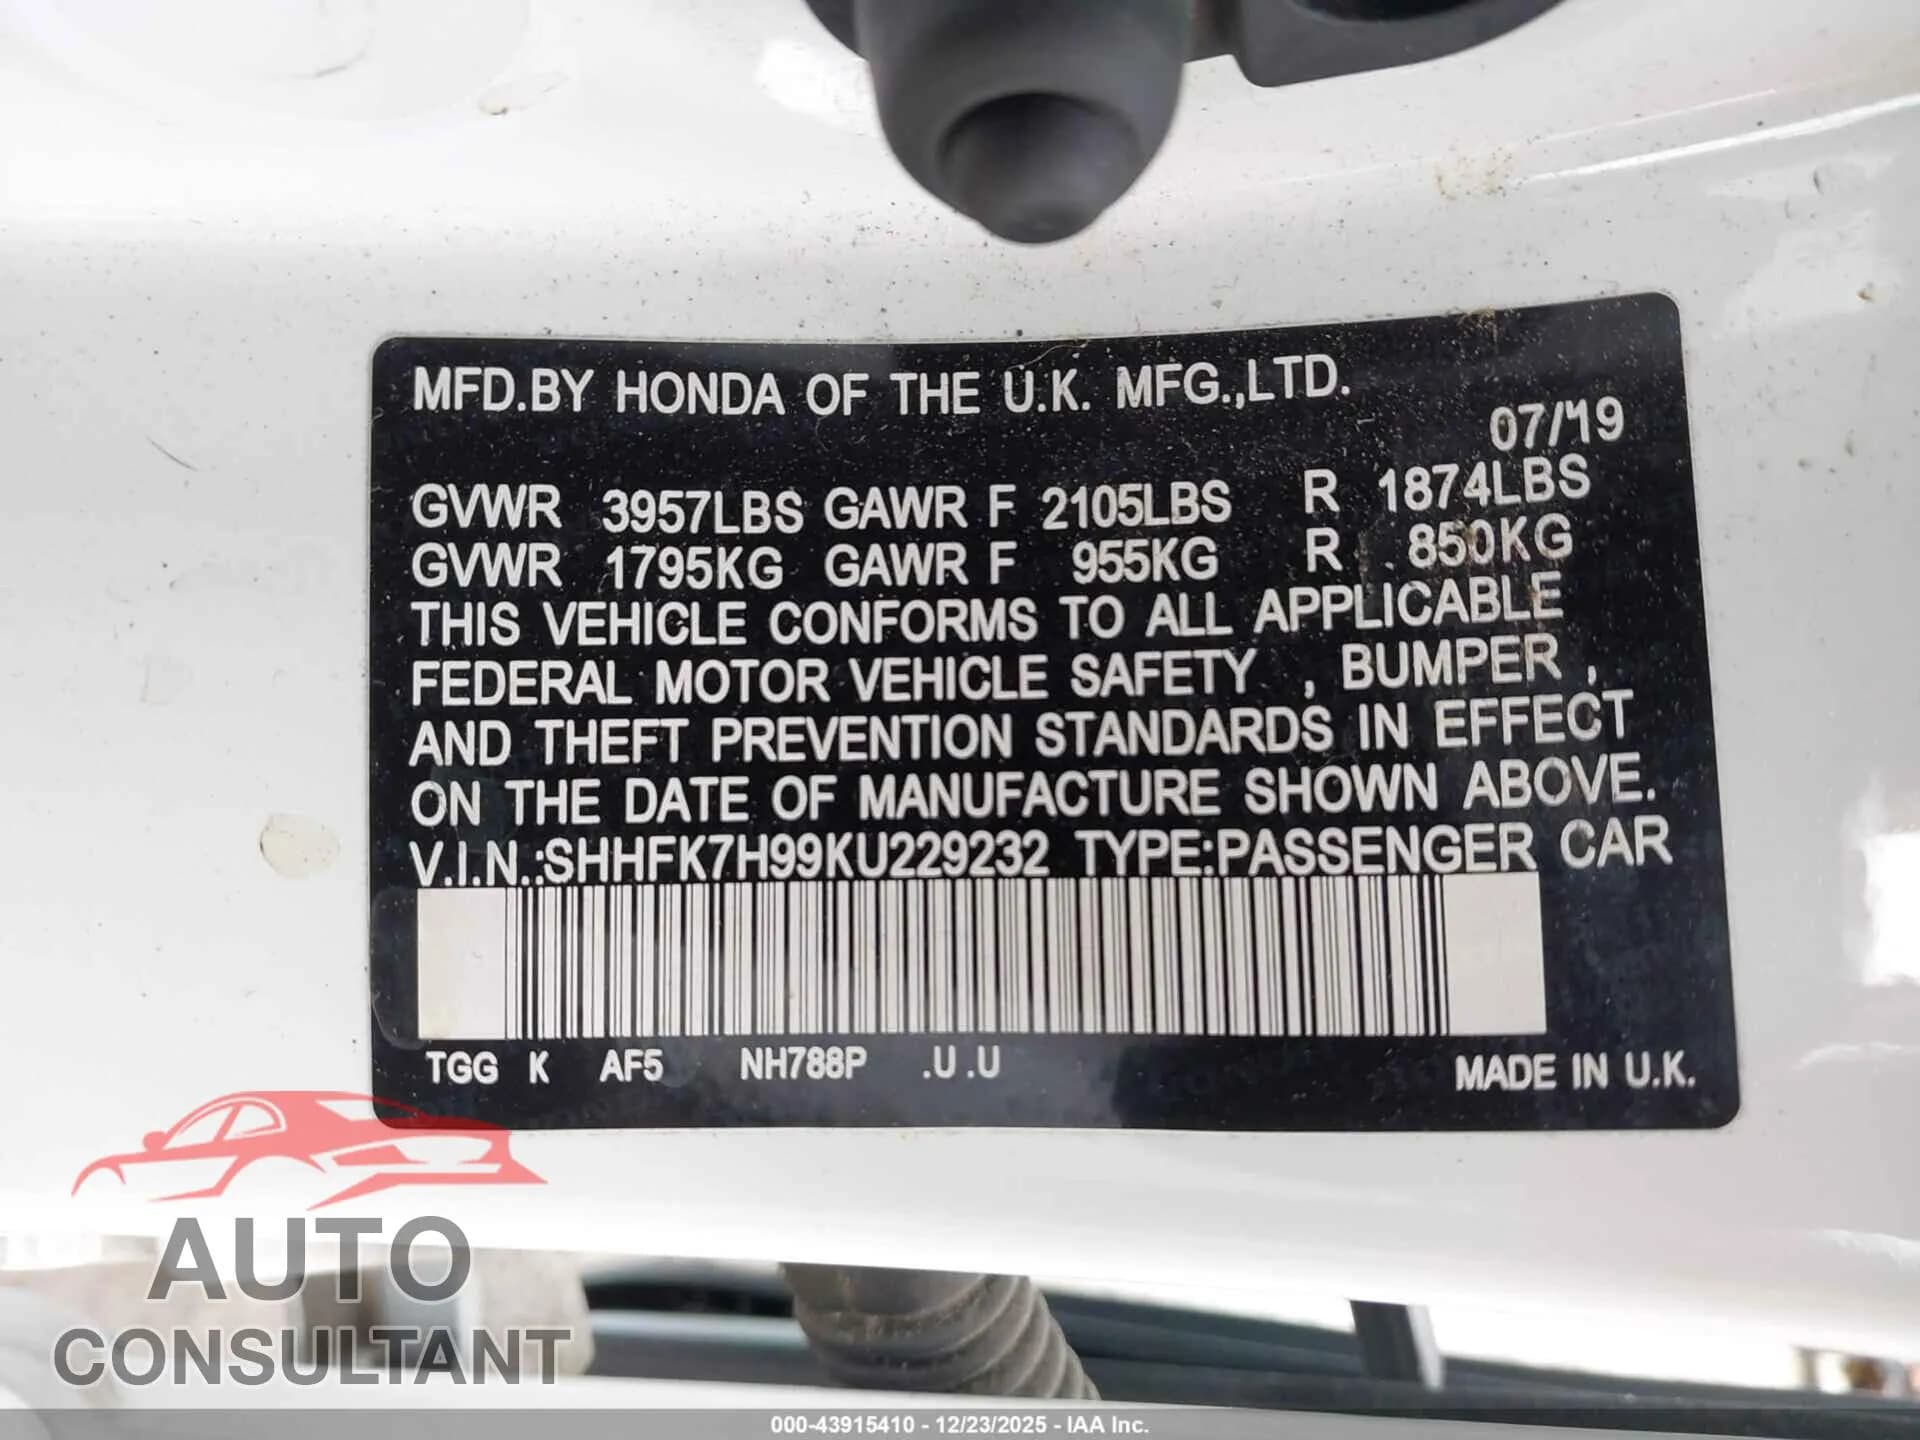 MFD.BY HONDA OF THE U.K. MFG.,LTD.
07/19
GVWR 3957LBS GAWR F 2105LBS R 1874LBS
GVWR 1795KG GAWR F 955KG R 850KG
THIS VEHICLE CONFORMS TO ALL APPLICABLE
FEDERAL MOTOR VEHICLE SAFETY , BUMPER ,
AND THEFT PREVENTION STANDARDS IN EFFECT
ON THE DATE OF MANUFACTURE SHOWN ABOVE.
V.I.N.:SHHFK7H99KU229232 TYPE:PASSENGER CAR
TGG K AF5 NH788P .U .U MADE IN U.K.
AUTO
CONSULTANT
000-43915410 - 12/23/2025 - IAA Inc.